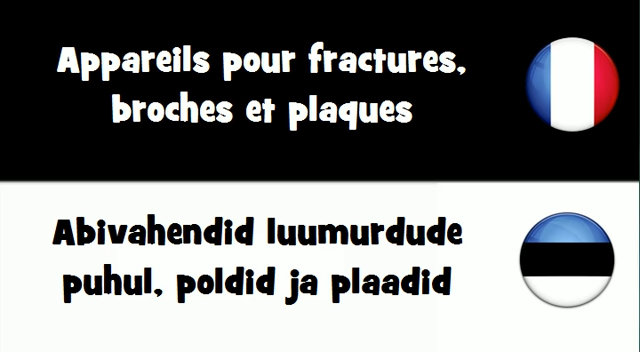 Appareils pour fractures,
broches et plaques
Abivahendid luumurdude
puhul, poldid ja plaadid